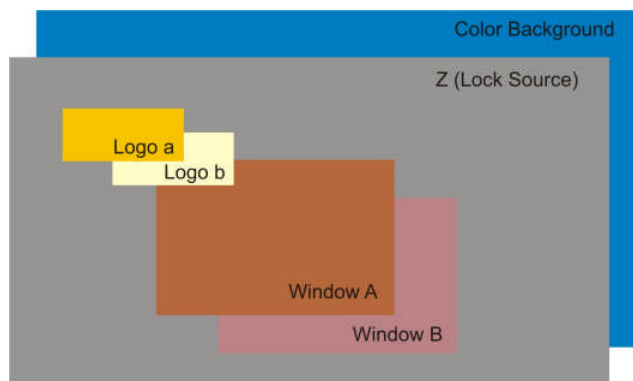 Color Background
Z (Lock Source)
Logo a
Logo b
Window A
Window B